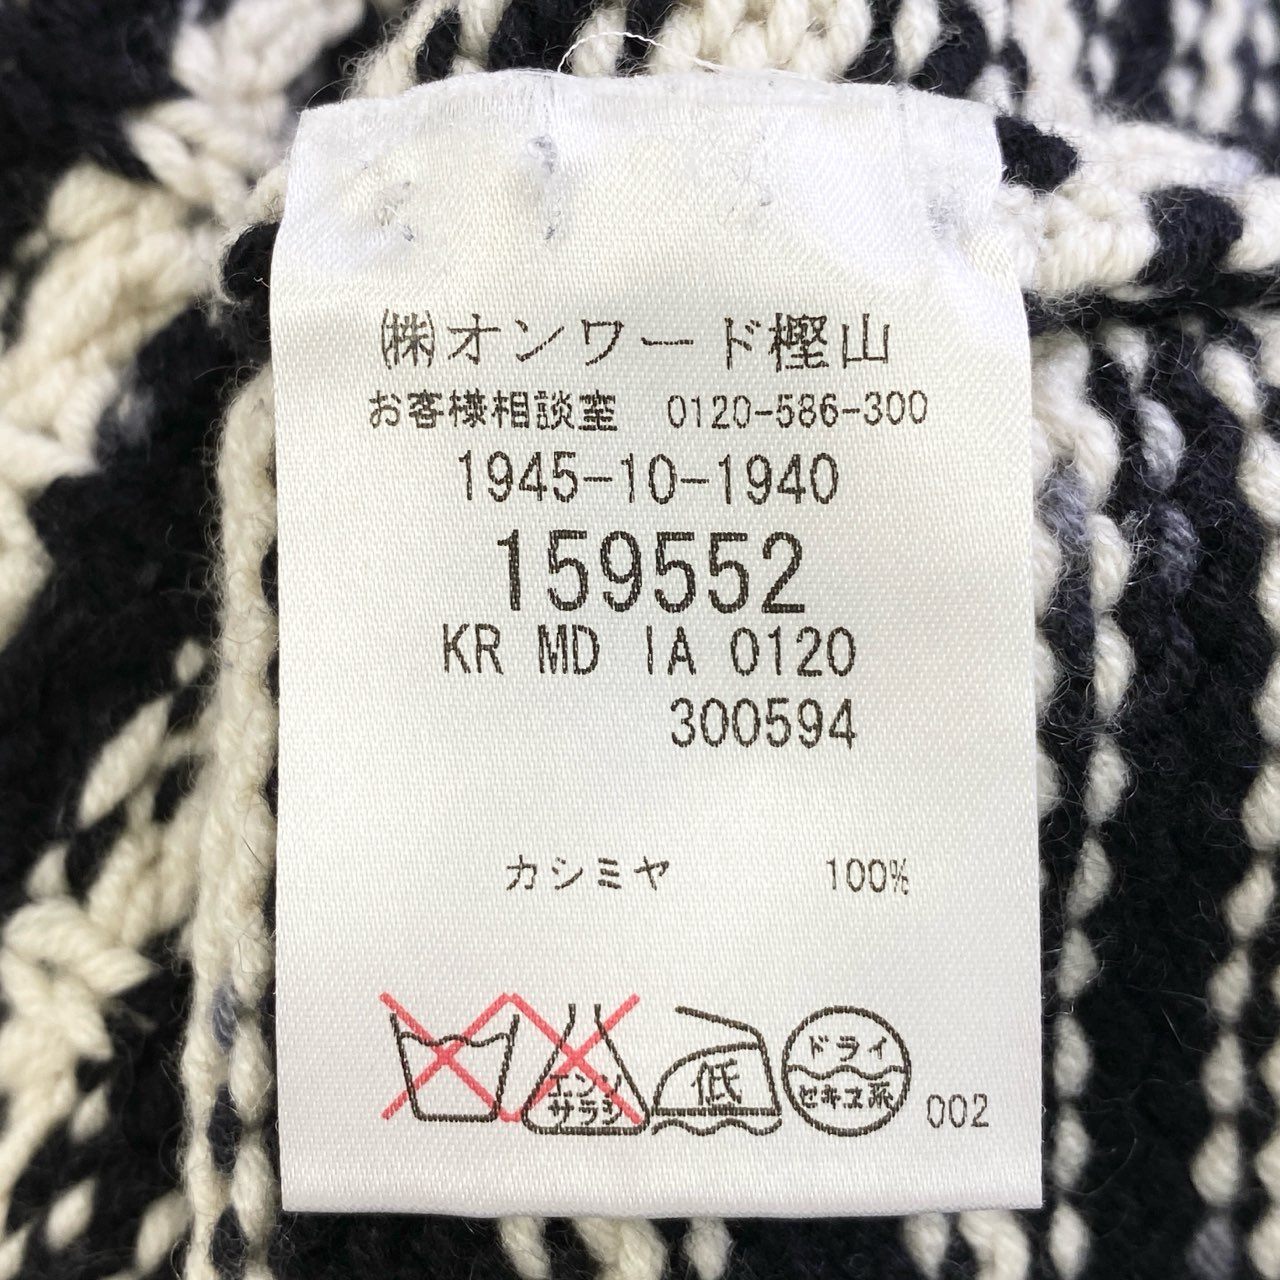 ㈱オンワード樫山
お客様相談室 0120-586-300
1945-10-1940
159552
KR MD IA 0120
300594
カシミヤ 100%
エンソ
サラシ
低
ドライ
セキユ系
002